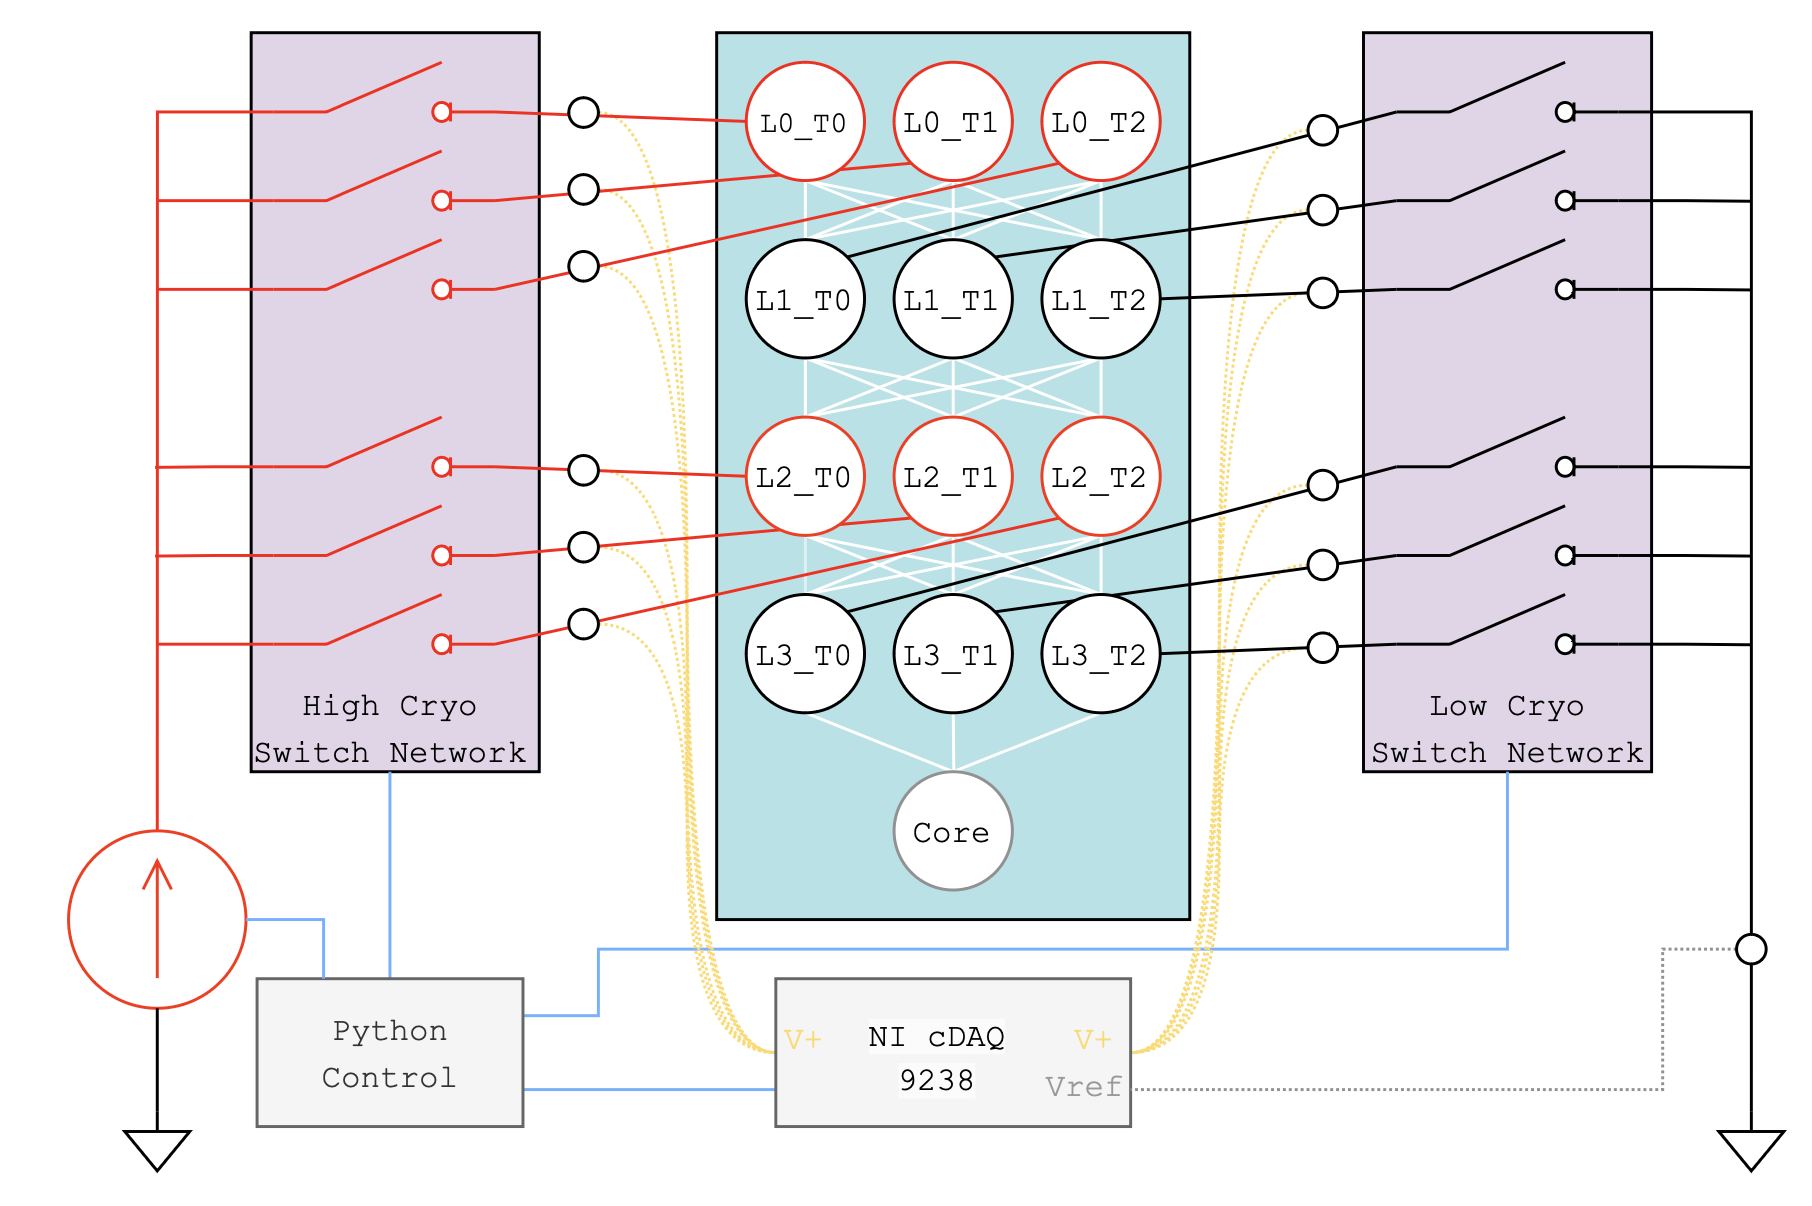 L0_T0
L0_T1
L0_T2
L1_T0
L1_T1
L1_T2
L2_T0
L2_T1
L2_T2
L3_T0
L3_T1
L3_T2
High Cryo
Switch Network
Low Cryo
Switch Network
Core
Python
Control
V+
NI cDAQ
9238
V+
Vref